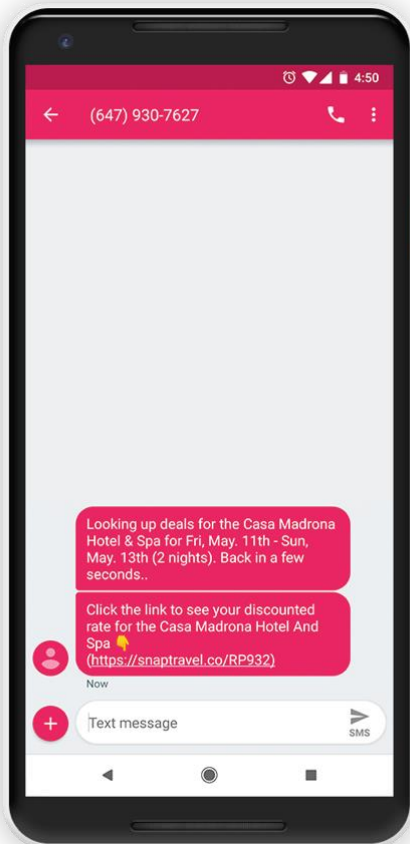 4:50
(647) 930-7627
Looking up deals for the Casa Madrona
Hotel & Spa for Fri, May. 11th - Sun,
May. 13th (2 nights). Back in a few
seconds..
Click the link to see your discounted
rate for the Casa Madrona Hotel And
Spa 👇
(https://snaptravel.co/RP932)
Now
Text message
SMS